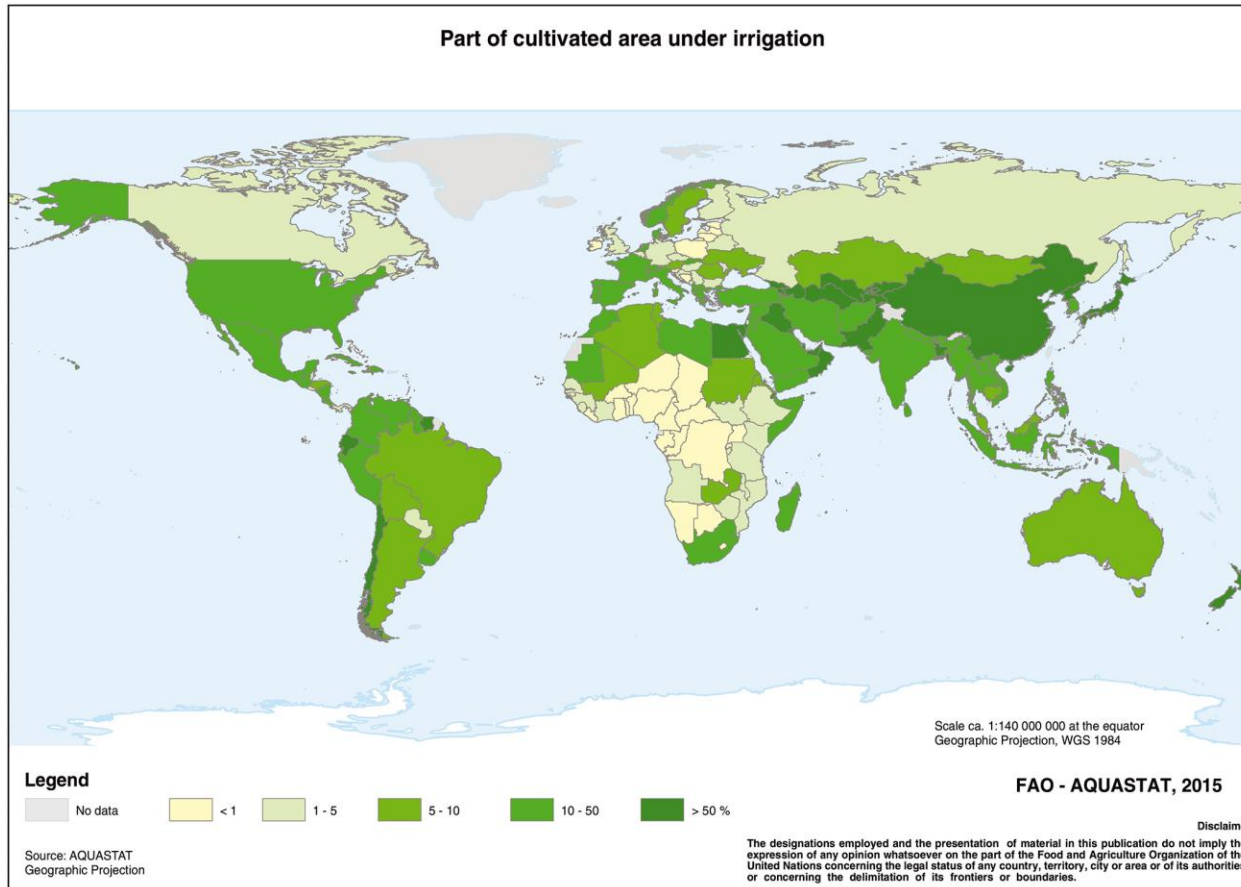 Part of cultivated area under irrigation
Scale ca. 1:140 000 000 at the equator
Geographic Projection, WGS 1984
Legend
No data
< 1
1 - 5
5 - 10
10 - 50
> 50 %
FAO - AQUASTAT, 2015
Source: AQUASTAT
Geographic Projection
Disclaim
The designations employed and the presentation of material in this publication do not imply the
expression of any opinion whatsoever on the part of the Food and Agriculture Organization of the
United Nations concerning the legal status of any country, territory, city or area or of its authorities
or concerning the delimitation of its frontiers or boundaries.